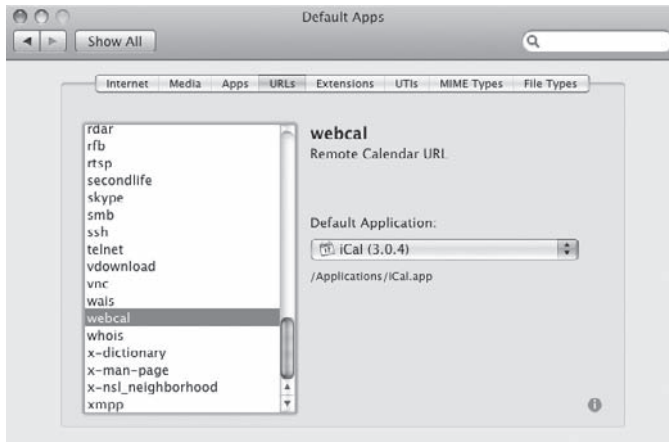 Default Apps
Show All
Internet Media Apps URLs Extensions UTIs MIME Types File Types
rdar
rfb
rtsp
secondlife
skype
smb
ssh
telnet
vdownload
vnc
wais
webcal
whois
x-dictionary
x-man-page
x-nsl_neighborhood
xmpp
webcal
Remote Calendar URL
Default Application:
iCal (3.0.4)
/Applications/iCal.app